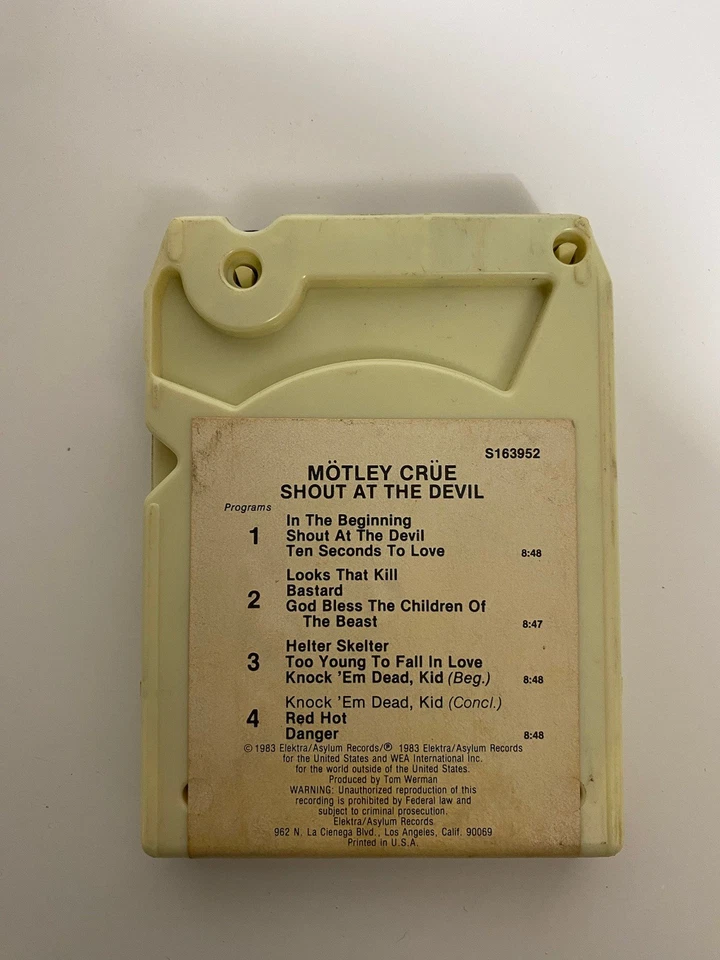 S163952
MÖTLEY CRÜE
SHOUT AT THE DEVIL
Programs
1
In The Beginning
Shout At The Devil
Ten Seconds To Love 8:48
2
Looks That Kill
Bastard
God Bless The Children Of
The Beast 8:47
3
Helter Skelter
Too Young To Fall In Love
Knock 'Em Dead, Kid (Beg.) 8:48
4
Knock 'Em Dead, Kid (Concl.)
Red Hot
Danger 8:48
© 1983 Elektra/Asylum Records/℗ 1983 Elektra/Asylum Records
for the United States and WEA International Inc.
for the world outside of the United States.
Produced by Tom Werman
WARNING: Unauthorized reproduction of this
recording is prohibited by Federal law and
subject to criminal prosecution.
Elektra/Asylum Records
962 N. La Cienega Blvd., Los Angeles, Calif. 90069
Printed in U.S.A.